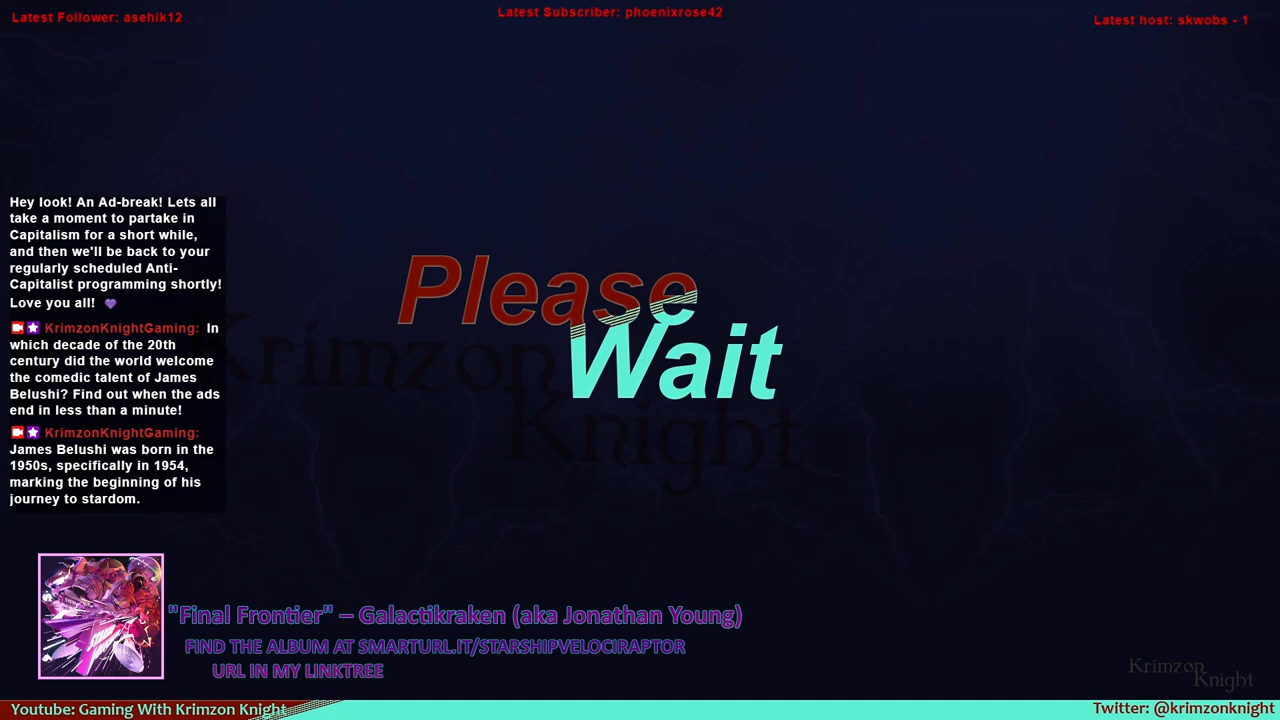 Latest Follower: asehik12
Latest Subscriber: phoenixrose42
Latest host: skwobs - 1
Hey look! An Ad-break! Lets all
take a moment to partake in
Capitalism for a short while,
and then we'll be back to your
regularly scheduled Anti-
Capitalist programming shortly!
Love you all! 💜
KrimzonKnightGaming: In
which decade of the 20th
century did the world welcome
the comedic talent of James
Belushi? Find out when the ads
end in less than a minute!
KrimzonKnightGaming:
James Belushi was born in the
1950s, specifically in 1954,
marking the beginning of his
journey to stardom.
Please
Wait
Krimzon
Knight
"Final Frontier" – Galactikraken (aka Jonathan Young)
FIND THE ALBUM AT SMARTURL.IT/STARSHIPVELOCIRAPTOR
URL IN MY LINKTREE
Krimzon
Knight
Youtube: Gaming With Krimzon Knight
Twitter: @krimzonknight